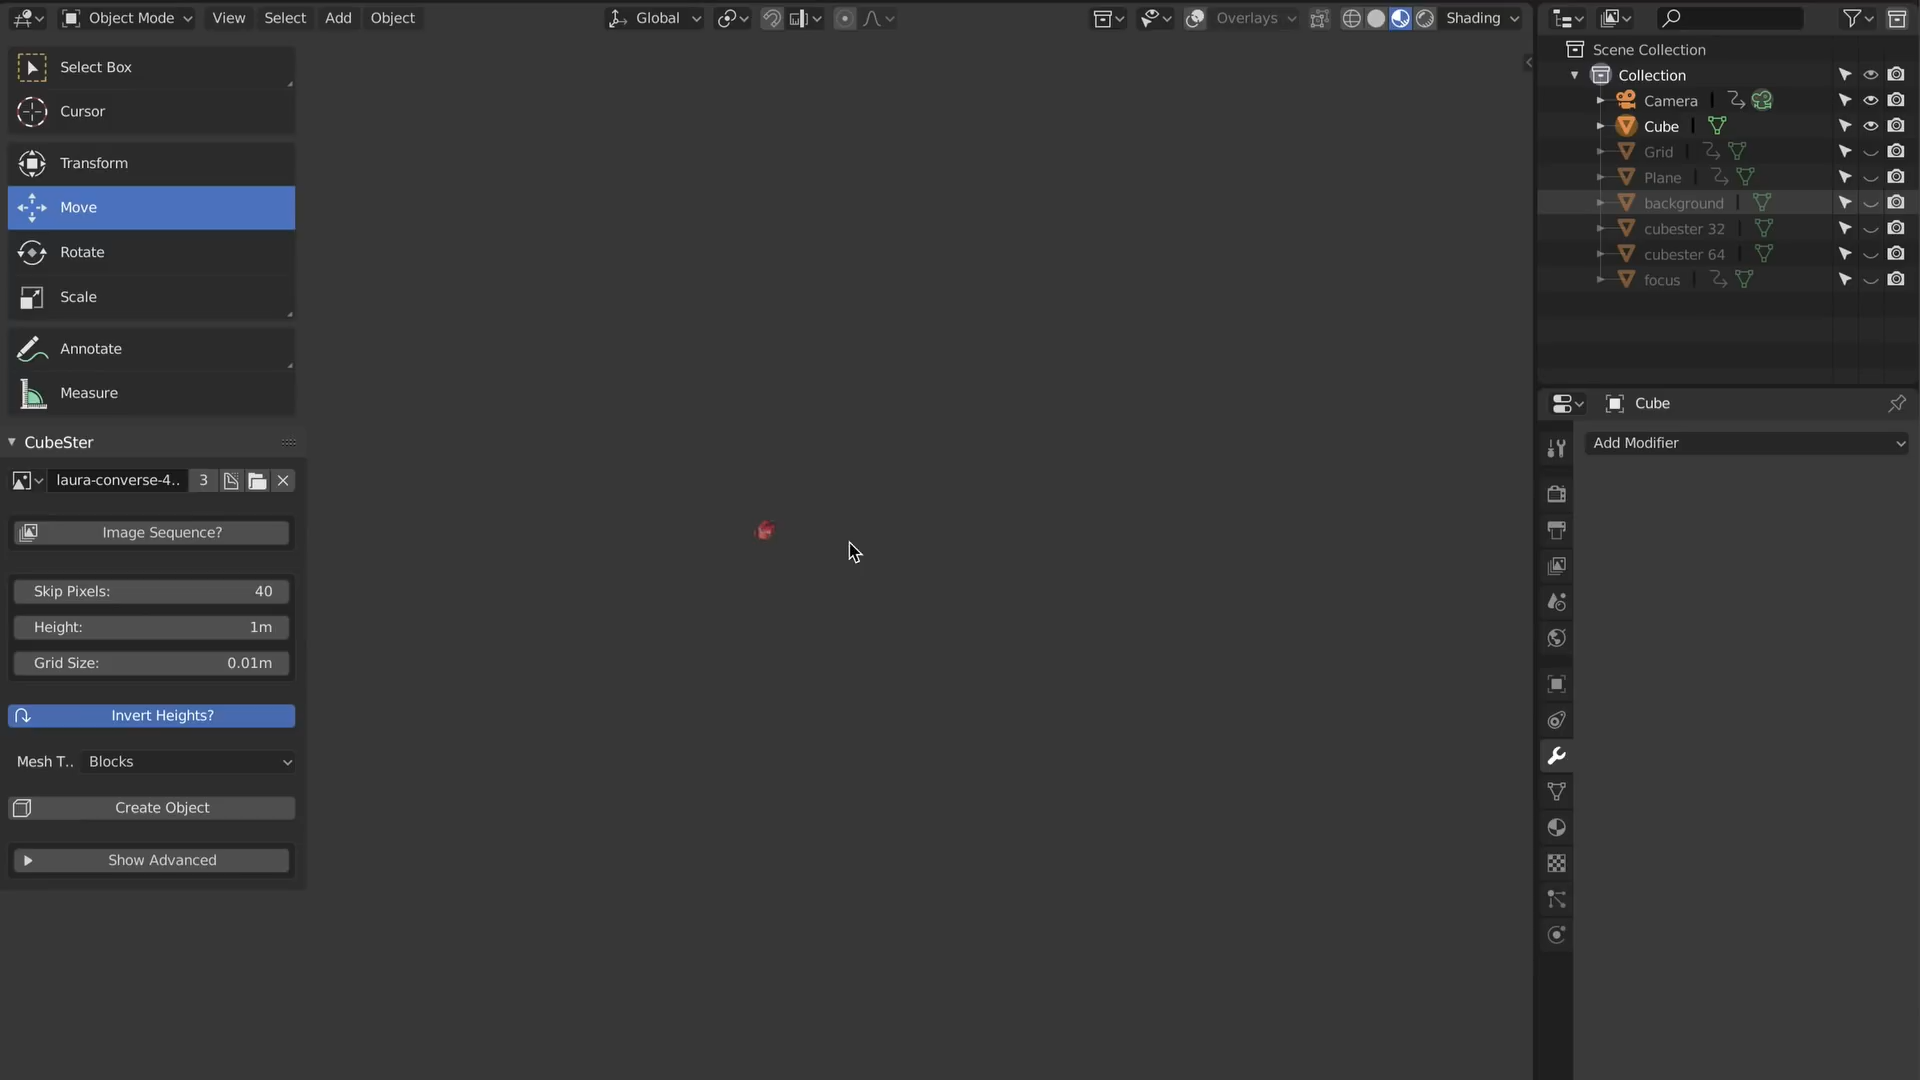 Object Mode View Select Add Object Global Overlays Shading
Select Box
Cursor
Transform
Move
Rotate
Scale
Annotate
Measure
CubeSter
laura-converse-4.. 3
Image Sequence?
Skip Pixels: 40
Height: 1m
Grid Size: 0.01m
Invert Heights?
Mesh T.. Blocks
Create Object
Show Advanced
Scene Collection
Collection
Camera
Cube
Grid
Plane
background
cubester 32
cubester 64
focus
Cube
Add Modifier